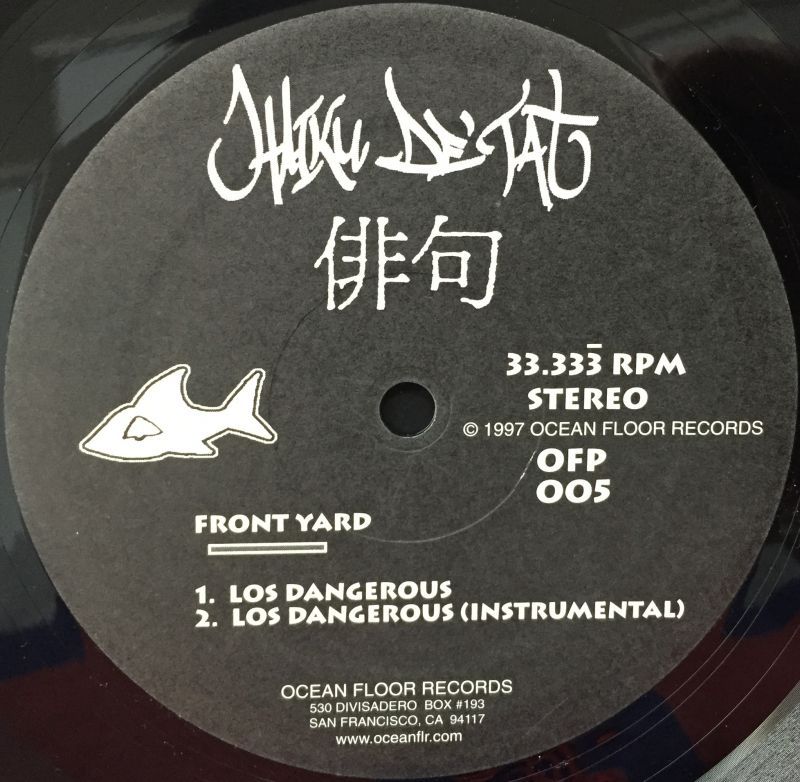 HAIKU DE'TAT
俳句
33.333̅ RPM
STEREO
© 1997 OCEAN FLOOR RECORDS
OFP
005
FRONT YARD
1. LOS DANGEROUS
2. LOS DANGEROUS (INSTRUMENTAL)
OCEAN FLOOR RECORDS
530 DIVISADERO BOX #193
SAN FRANCISCO, CA 94117
www.oceanflr.com